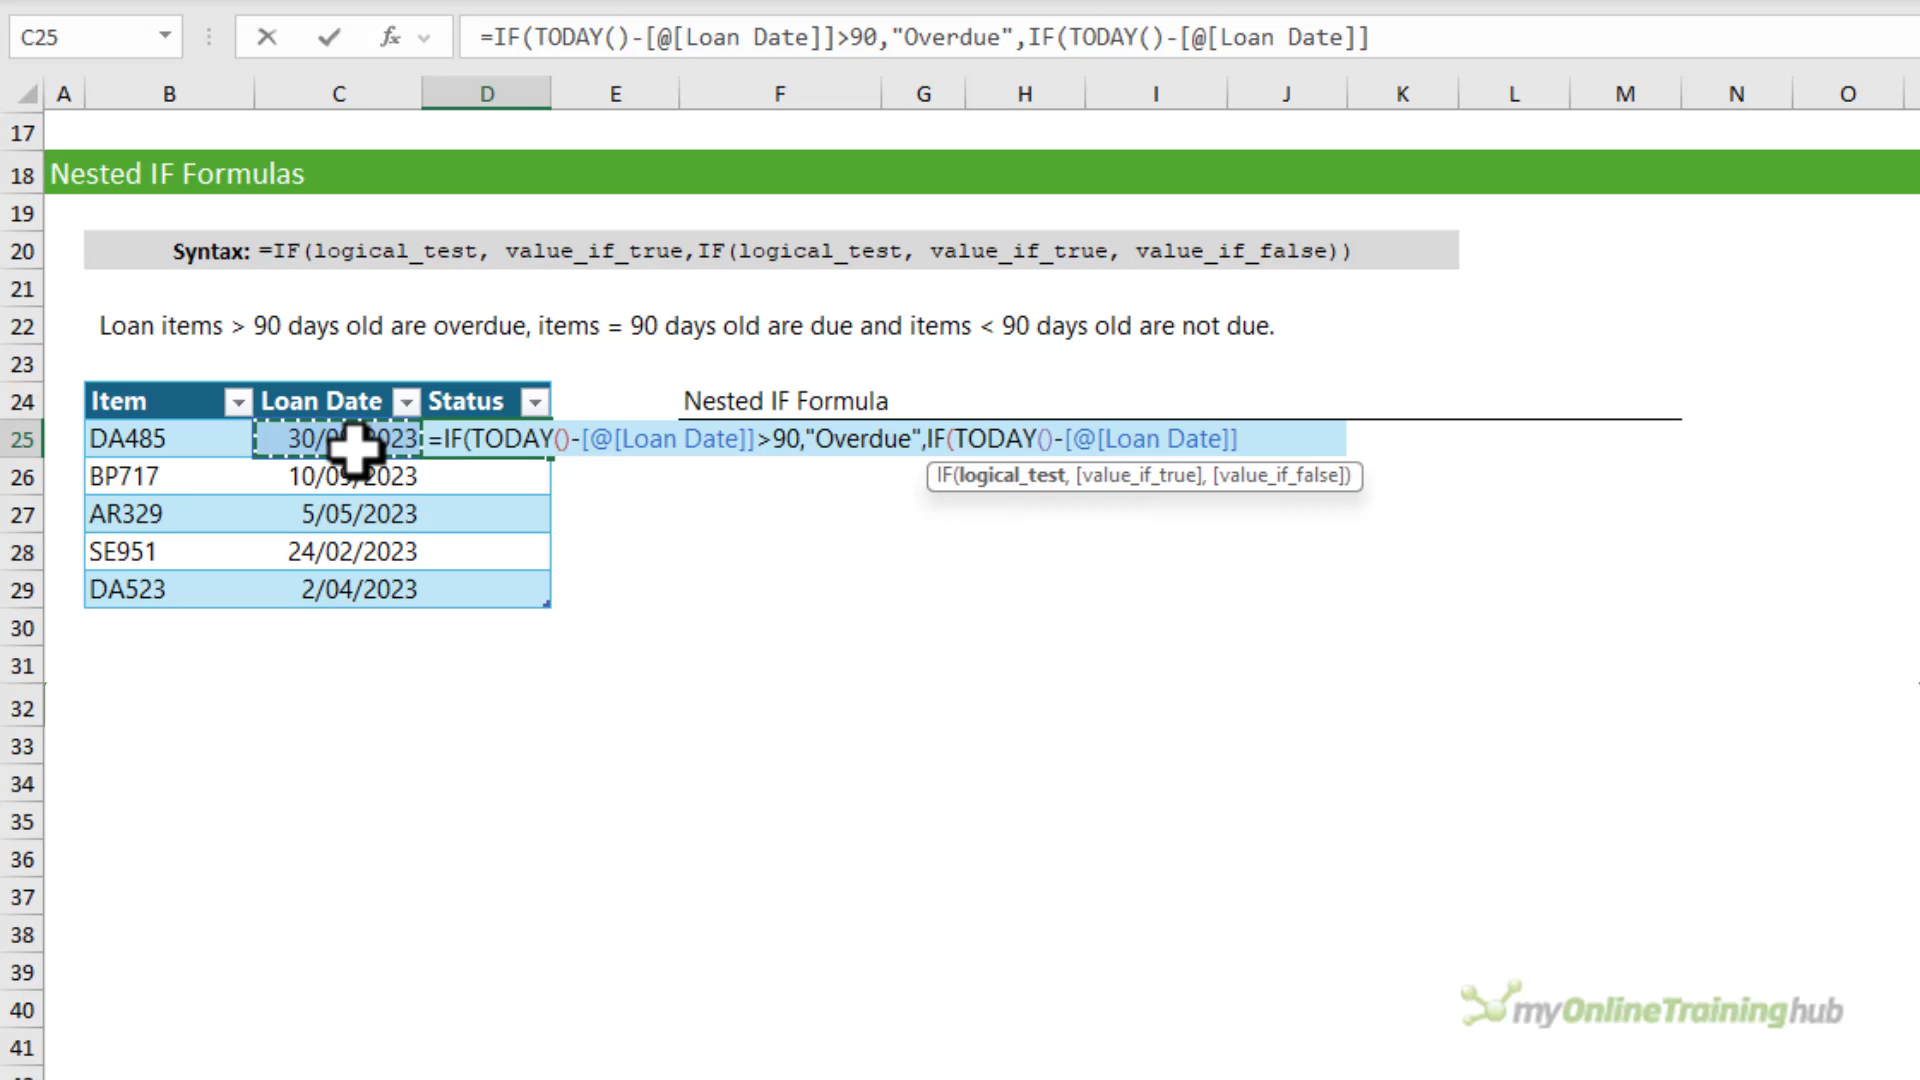 C25
fx
=IF(TODAY()-[@[Loan Date]]>90,"Overdue",IF(TODAY()-[@[Loan Date]]
A B C D E F G H I J K L M N O
17
18 Nested IF Formulas
19
20 Syntax: =IF(logical_test, value_if_true,IF(logical_test, value_if_true, value_if_false))
21
22 Loan items > 90 days old are overdue, items = 90 days old are due and items < 90 days old are not due.
23
24 Item Loan Date Status Nested IF Formula
25 DA485 =IF(TODAY()-[@[Loan Date]]>90,"Overdue",IF(TODAY()-[@[Loan Date]]
IF(logical_test, [value_if_true], [value_if_false])
26 BP717
27 AR329 5/05/2023
28 SE951 24/02/2023
29 DA523 2/04/2023
30
31
32
33
34
35
36
37
38
39
40
41
myOnlineTraininghub